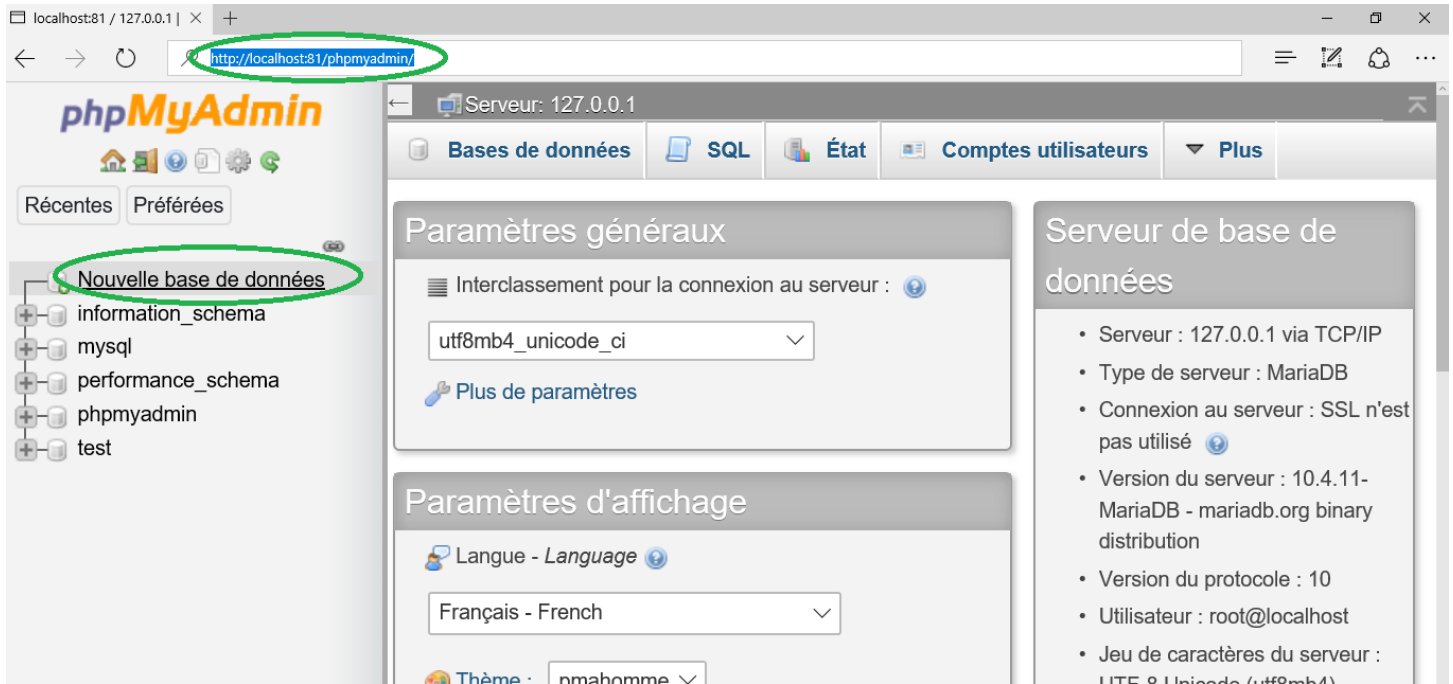 localhost:81 / 127.0.0.1 |
http://localhost:81/phpmyadmin/
phpMyAdmin
Récentes Préférées
Nouvelle base de données
information_schema
mysql
performance_schema
phpmyadmin
test
Serveur: 127.0.0.1
Bases de données SQL État Comptes utilisateurs Plus
Paramètres généraux
Interclassement pour la connexion au serveur :
utf8mb4_unicode_ci
Plus de paramètres
Paramètres d'affichage
Langue - Language
Français - French
Thème : pmahomme
Serveur de base de
données
• Serveur : 127.0.0.1 via TCP/IP
• Type de serveur : MariaDB
• Connexion au serveur : SSL n'est
pas utilisé
• Version du serveur : 10.4.11-
MariaDB - mariadb.org binary
distribution
• Version du protocole : 10
• Utilisateur : root@localhost
• Jeu de caractères du serveur :
UTF-8 Unicode (utf8mb4)